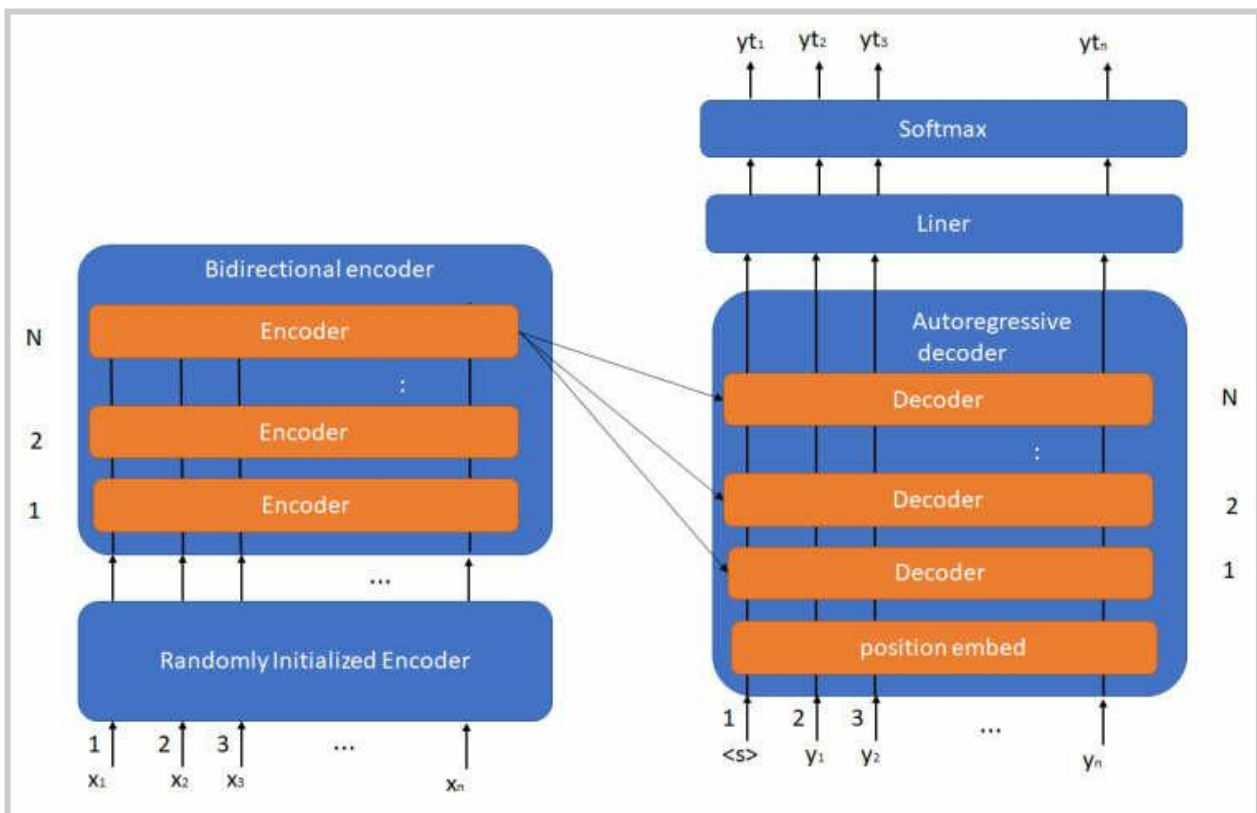 yt₁ yt₂ yt₃ ytₙ
Softmax
Liner
Bidirectional encoder
N Encoder
:
2 Encoder
1 Encoder
...
Randomly Initialized Encoder
1 2 3 ...
x₁ x₂ x₃ xₙ
Autoregressive
decoder
Decoder N
:
Decoder 2
Decoder 1
position embed
1 2 3 ...
<s> y₁ y₂ yₙ